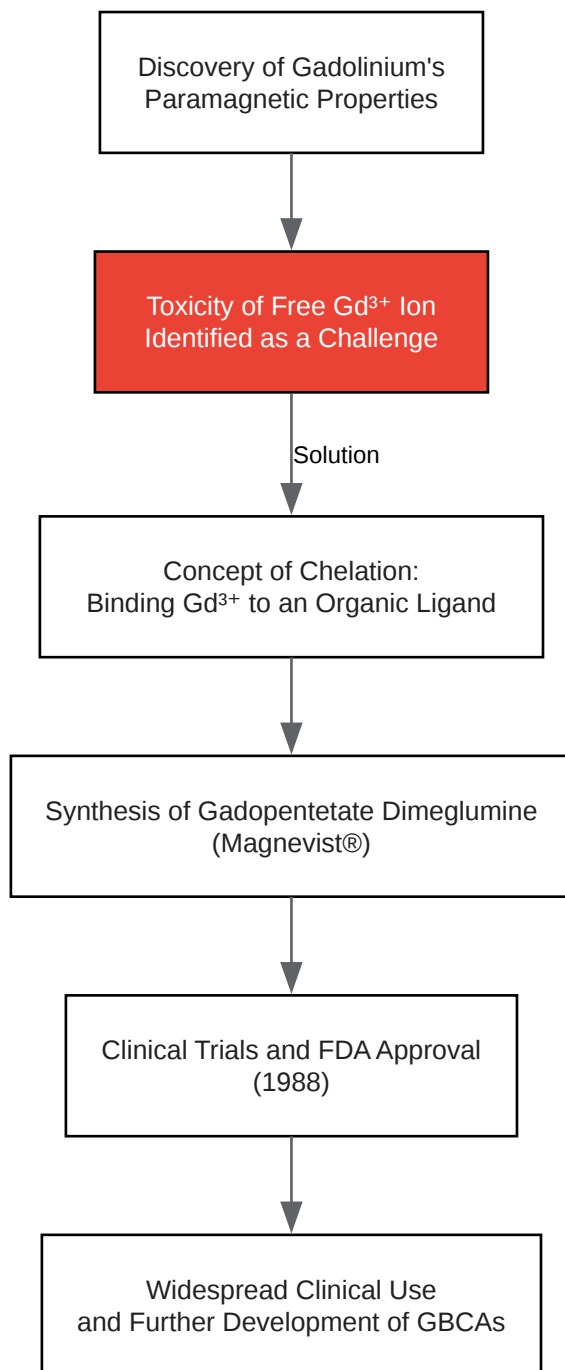 Discovery of Gadolinium's
Paramagnetic Properties
Toxicity of Free Gd³⁺ Ion
Identified as a Challenge
Solution
Concept of Chelation:
Binding Gd³⁺ to an Organic Ligand
Synthesis of Gadopentetate Dimeglumine
(Magnevist®)
Clinical Trials and FDA Approval
(1988)
Widespread Clinical Use
and Further Development of GBCAs